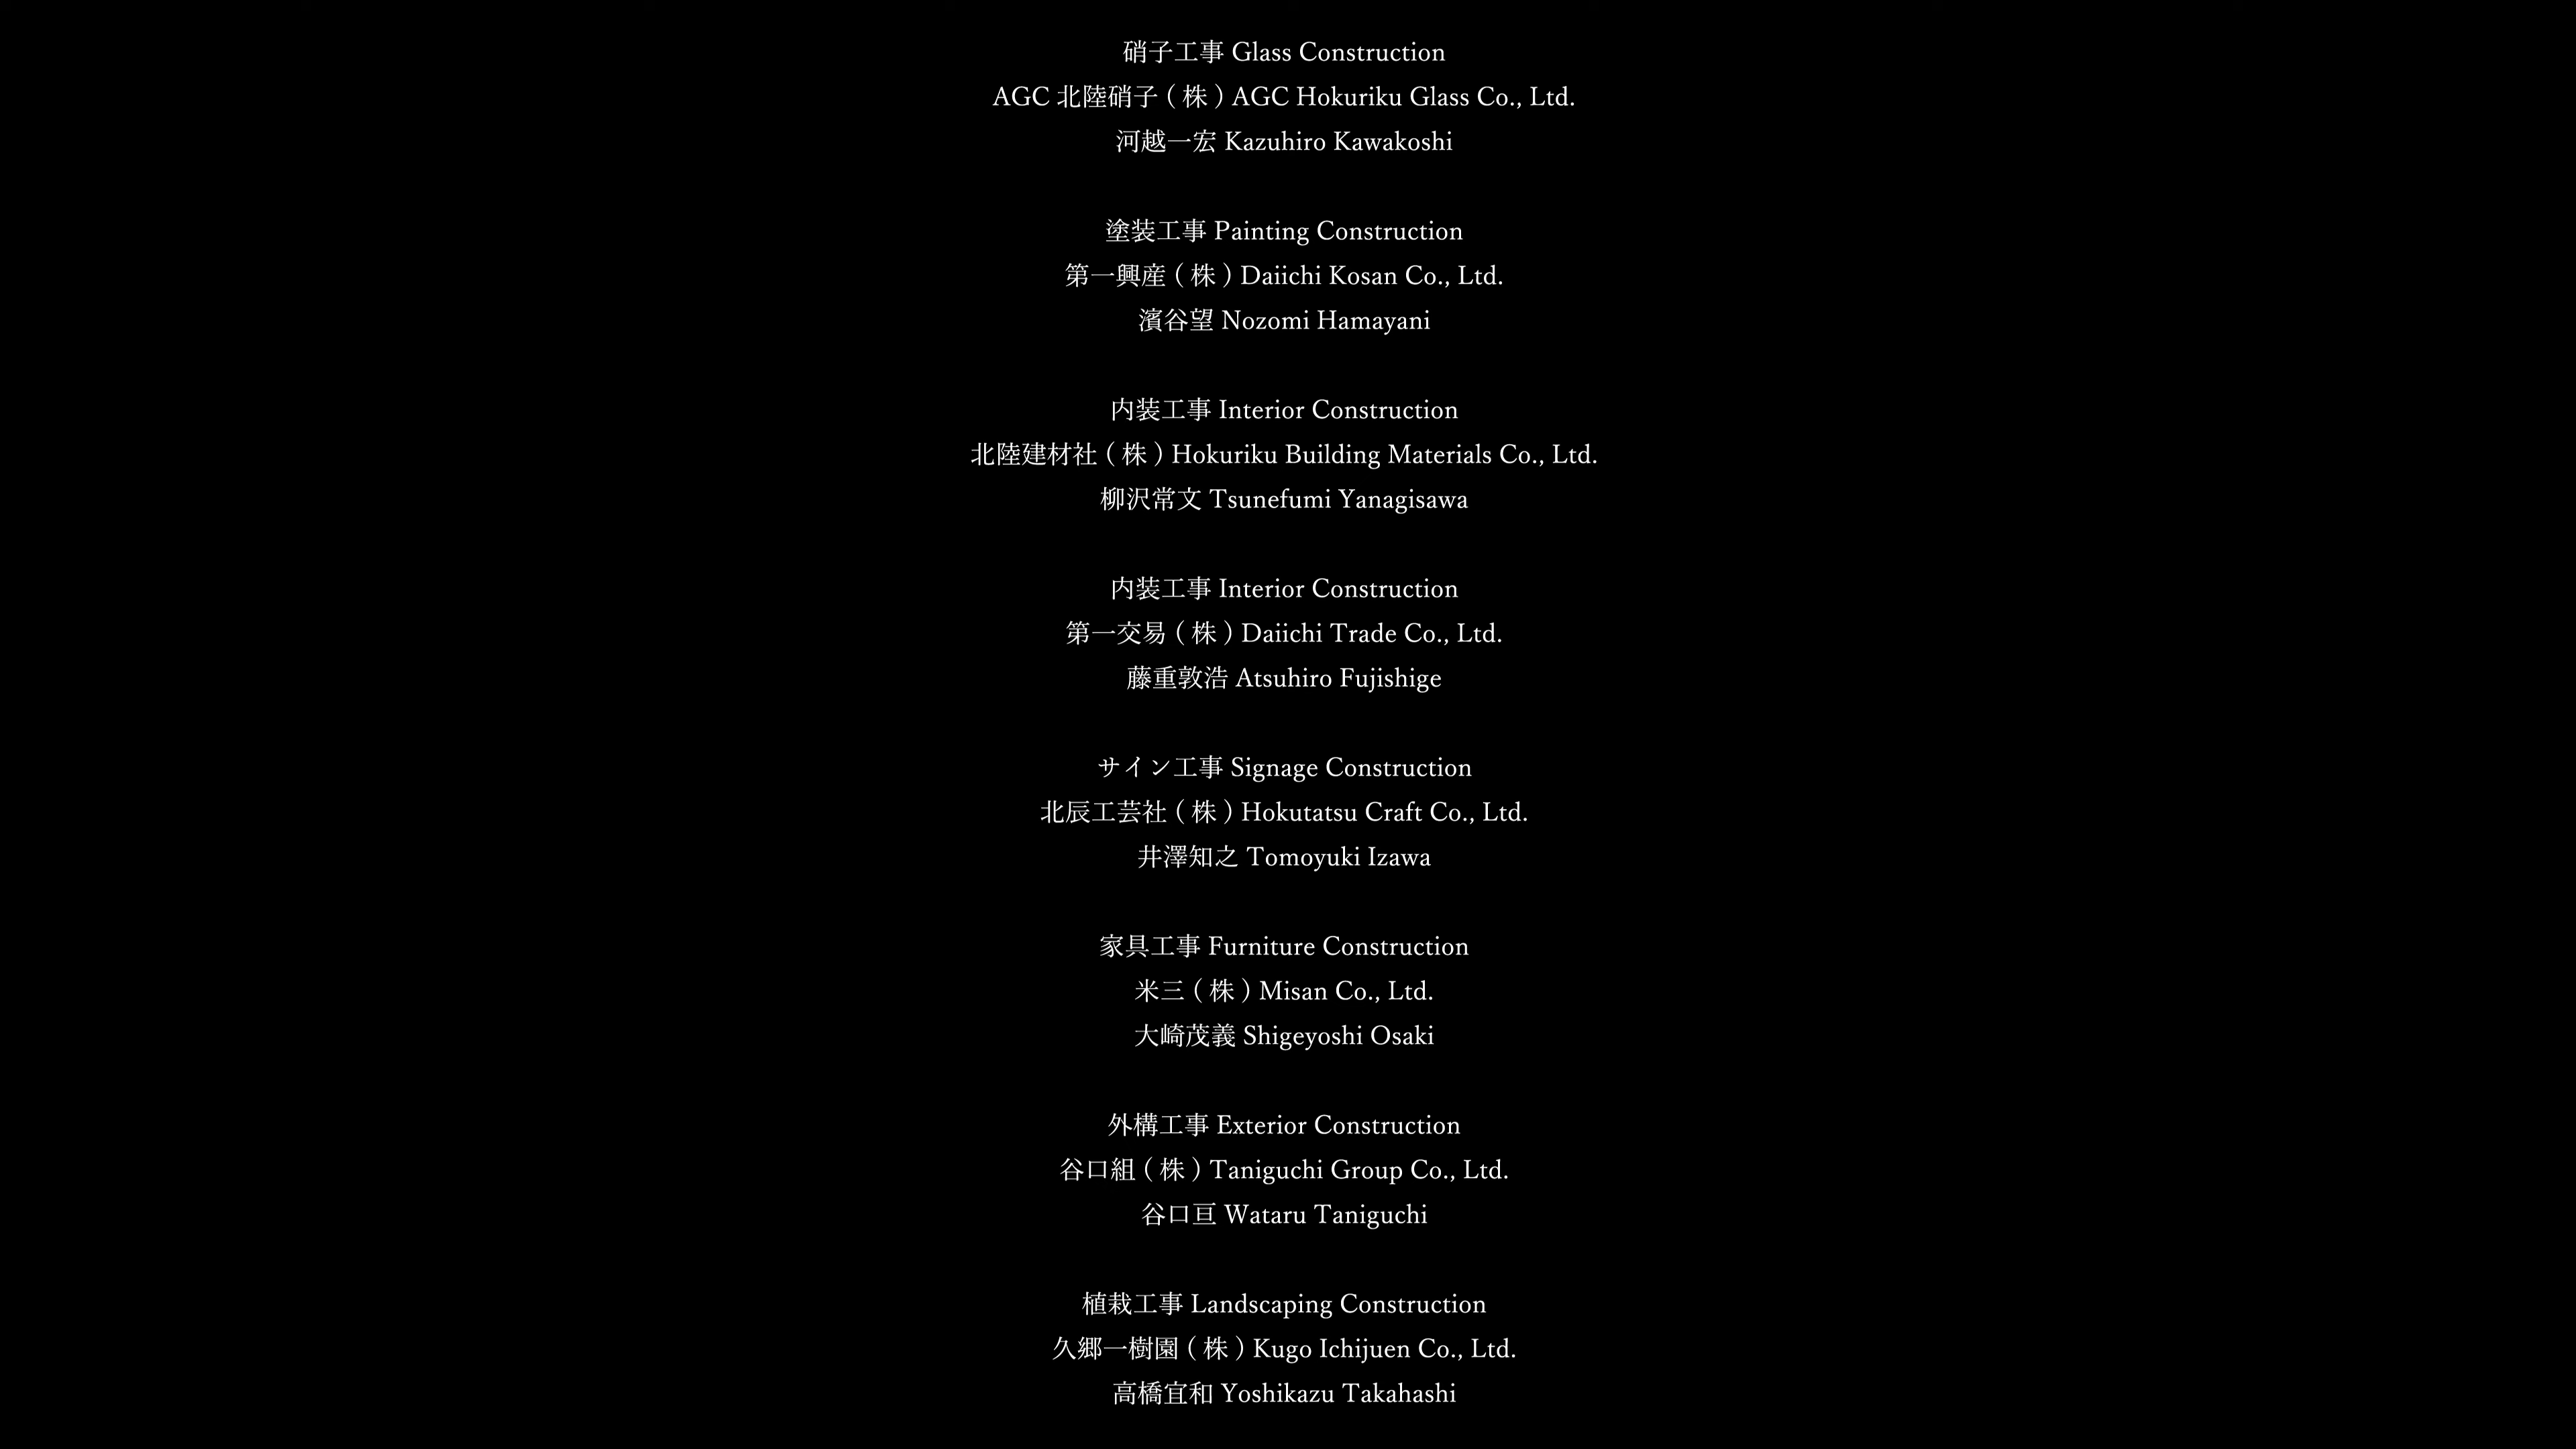 硝子工事 Glass Construction
AGC 北陸硝子 ( 株 ) AGC Hokuriku Glass Co., Ltd.
河越一宏 Kazuhiro Kawakoshi
塗装工事 Painting Construction
第一興産 ( 株 ) Daiichi Kosan Co., Ltd.
濱谷望 Nozomi Hamayani
内装工事 Interior Construction
北陸建材社 ( 株 ) Hokuriku Building Materials Co., Ltd.
柳沢常文 Tsunefumi Yanagisawa
内装工事 Interior Construction
第一交易 ( 株 ) Daiichi Trade Co., Ltd.
藤重敦浩 Atsuhiro Fujishige
サイン工事 Signage Construction
北辰工芸社 ( 株 ) Hokutatsu Craft Co., Ltd.
井澤知之 Tomoyuki Izawa
家具工事 Furniture Construction
米三 ( 株 ) Misan Co., Ltd.
大崎茂義 Shigeyoshi Osaki
外構工事 Exterior Construction
谷口組 ( 株 ) Taniguchi Group Co., Ltd.
谷口亘 Wataru Taniguchi
植栽工事 Landscaping Construction
久郷一樹園 ( 株 ) Kugo Ichijuen Co., Ltd.
高橋宜和 Yoshikazu Takahashi